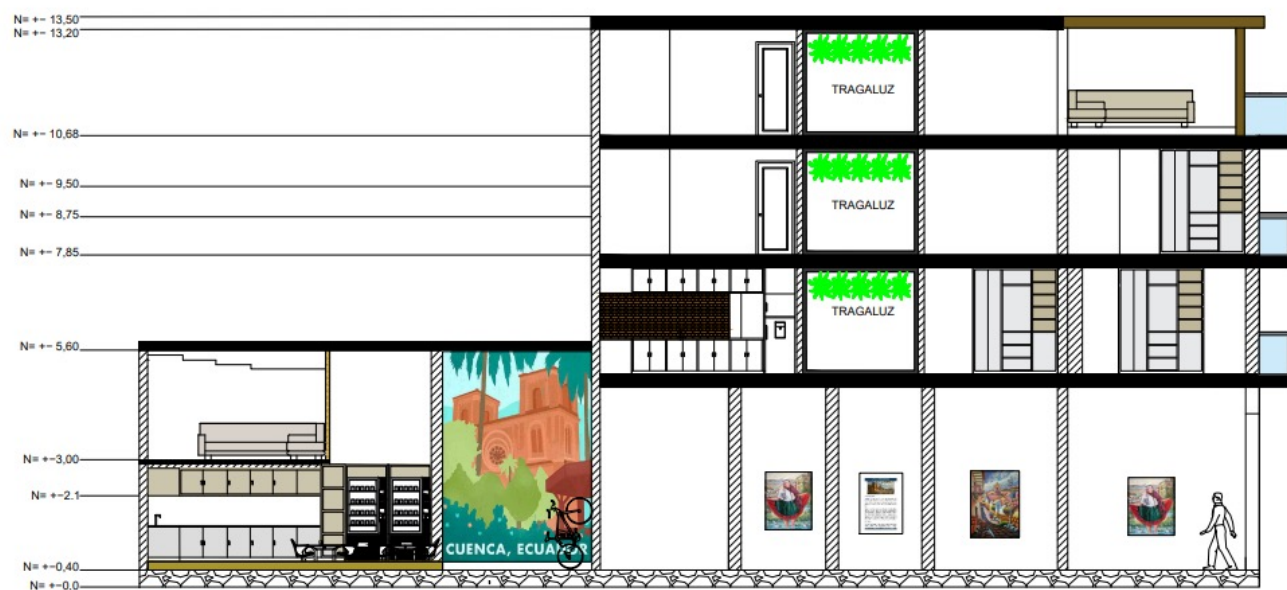 N= +- 13,50
N= +- 13,20
TRAGALUZ
N= +- 10,68
N= +- 9,50
TRAGALUZ
N= +- 8,75
N= +- 7,85
TRAGALUZ
N= +- 5,60
N= +-3,00
N= +-2.1
CUENCA, ECUADOR
N= +-0,40
N= +-0.0